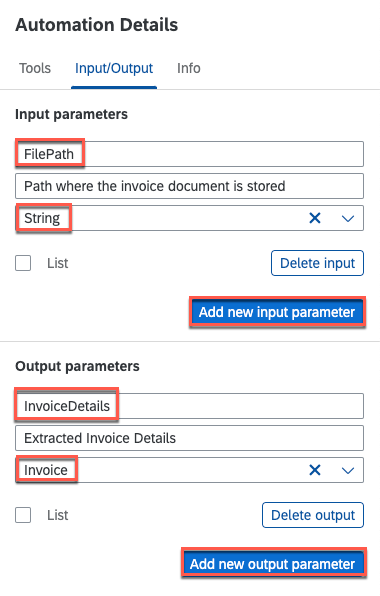 Automation Details
Tools Input/Output Info
Input parameters
FilePath
Path where the invoice document is stored
String
List Delete input
Add new input parameter
Output parameters
InvoiceDetails
Extracted Invoice Details
Invoice
List Delete output
Add new output parameter